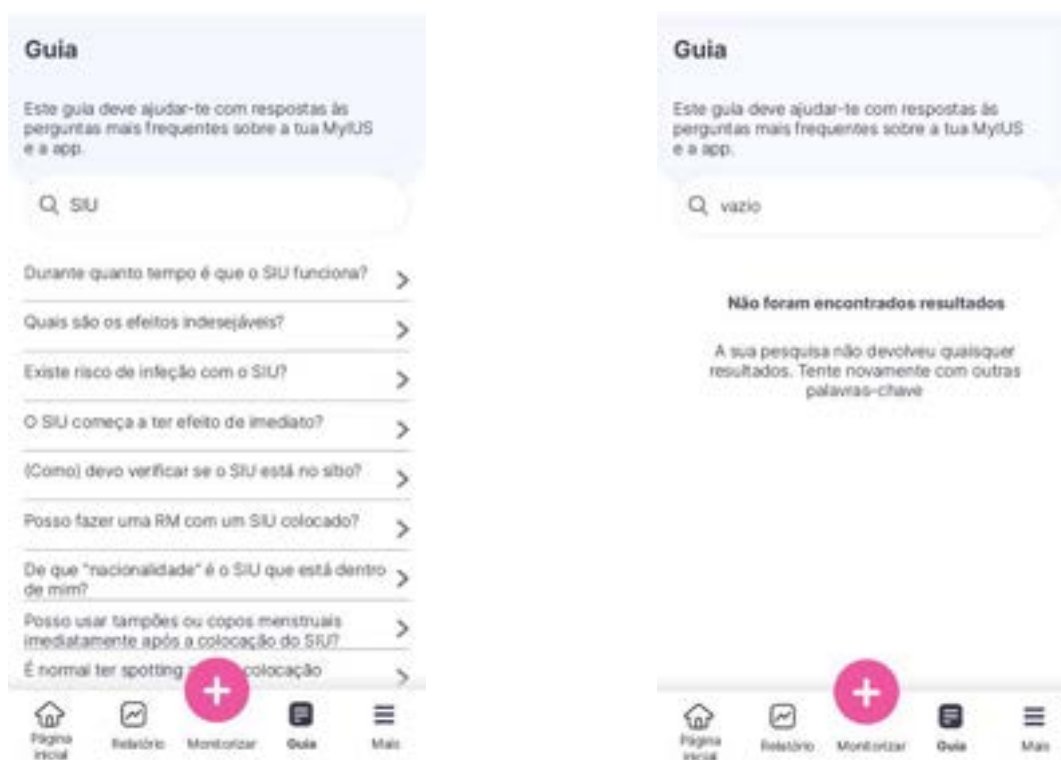 Guia
Este guia deve ajudar-te com respostas às
perguntas mais frequentes sobre a tua MyIUS
e a app.
SIU
Durante quanto tempo é que o SIU funciona?
Quais são os efeitos indesejáveis?
Existe risco de infeção com o SIU?
O SIU começa a ter efeito de imediato?
(Como) devo verificar se o SIU está no sítio?
Posso fazer uma RM com um SIU colocado?
De que "nacionalidade" é o SIU que está dentro
de mim?
Posso usar tampões ou copos menstruais
imediatamente após a colocação do SIU?
É normal ter spotting colocação
Página
inicial
Relatório
Monitorizar
Guia
Mais
Guia
Este guia deve ajudar-te com respostas às
perguntas mais frequentes sobre a tua MyIUS
e a app.
vazio
Não foram encontrados resultados
A sua pesquisa não devolveu quaisquer
resultados. Tente novamente com outras
palavras-chave
Página
inicial
Relatório
Monitorizar
Guia
Mais